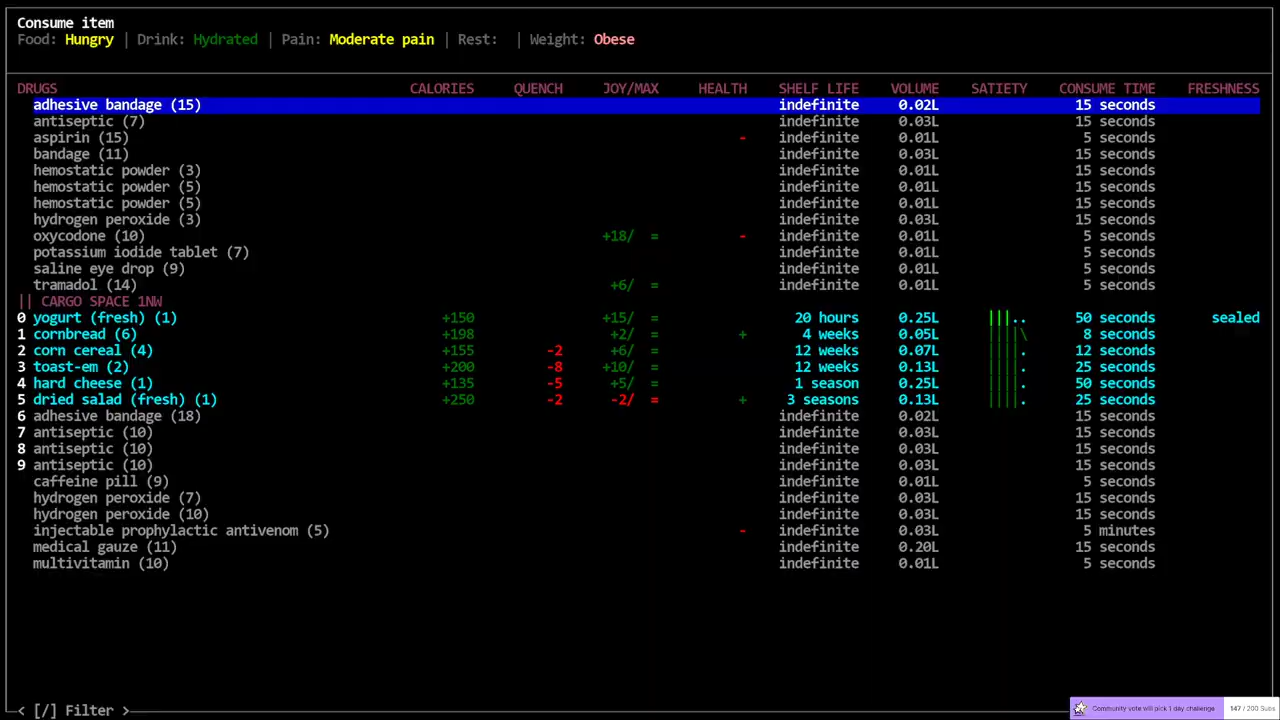 Consume item
Food: Hungry | Drink: Hydrated | Pain: Moderate pain | Rest: | Weight: Obese
DRUGS CALORIES QUENCH JOY/MAX HEALTH SHELF LIFE VOLUME SATIETY CONSUME TIME FRESHNESS
adhesive bandage (15) indefinite 0.02L 15 seconds
antiseptic (7) indefinite 0.03L 15 seconds
aspirin (15) - indefinite 0.01L 5 seconds
bandage (11) indefinite 0.03L 15 seconds
hemostatic powder (3) indefinite 0.01L 15 seconds
hemostatic powder (5) indefinite 0.01L 15 seconds
hemostatic powder (5) indefinite 0.01L 15 seconds
hydrogen peroxide (3) indefinite 0.03L 15 seconds
oxycodone (10) +18/ = - indefinite 0.01L 5 seconds
potassium iodide tablet (7) indefinite 0.01L 5 seconds
saline eye drop (9) indefinite 0.01L 5 seconds
tramadol (14) +6/ = indefinite 0.01L 5 seconds
|| CARGO SPACE 1NW
0 yogurt (fresh) (1) +150 +15/ = 20 hours 0.25L |||.. 50 seconds sealed
1 cornbread (6) +198 +2/ = + 4 weeks 0.05L ||||\ 8 seconds
2 corn cereal (4) +155 -2 +6/ = 12 weeks 0.07L ||||. 12 seconds
3 toast-em (2) +200 -8 +10/ = 12 weeks 0.13L ||||. 25 seconds
4 hard cheese (1) +135 -5 +5/ = 1 season 0.25L ||||. 50 seconds
5 dried salad (fresh) (1) +250 -2 -2/ = + 3 seasons 0.13L ||||. 25 seconds
6 adhesive bandage (18) indefinite 0.02L 15 seconds
7 antiseptic (10) indefinite 0.03L 15 seconds
8 antiseptic (10) indefinite 0.03L 15 seconds
9 antiseptic (10) indefinite 0.03L 15 seconds
caffeine pill (9) indefinite 0.01L 5 seconds
hydrogen peroxide (7) indefinite 0.03L 15 seconds
hydrogen peroxide (10) indefinite 0.03L 15 seconds
injectable prophylactic antivenom (5) - indefinite 0.03L 5 minutes
medical gauze (11) indefinite 0.20L 15 seconds
multivitamin (10) indefinite 0.01L 5 seconds
< [/] Filter >
Community vote will pick 1 day challenge 147 / 200 Subs